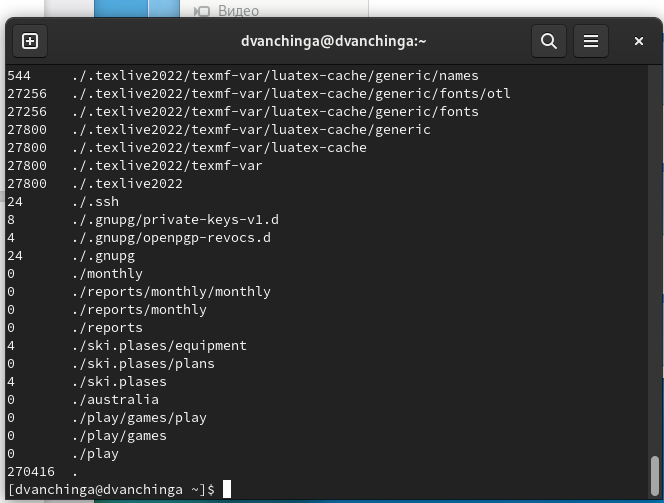 Видео
dvanchinga@dvanchinga:~
544 ./.texlive2022/texmf-var/luatex-cache/generic/names
27256 ./.texlive2022/texmf-var/luatex-cache/generic/fonts/otl
27256 ./.texlive2022/texmf-var/luatex-cache/generic/fonts
27800 ./.texlive2022/texmf-var/luatex-cache/generic
27800 ./.texlive2022/texmf-var/luatex-cache
27800 ./.texlive2022/texmf-var
27800 ./.texlive2022
24 ./.ssh
8 ./.gnupg/private-keys-v1.d
4 ./.gnupg/openpgp-revocs.d
24 ./.gnupg
0 ./monthly
0 ./reports/monthly/monthly
0 ./reports/monthly
0 ./reports
4 ./ski.plases/equipment
0 ./ski.plases/plans
4 ./ski.plases
0 ./australia
0 ./play/games/play
0 ./play/games
0 ./play
270416 .
[dvanchinga@dvanchinga ~]$